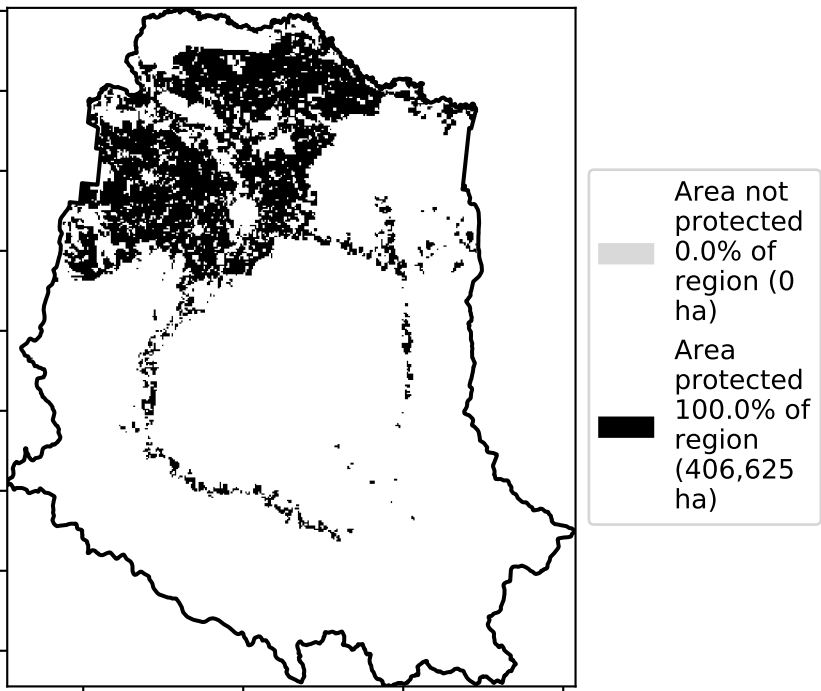 Area not
protected
0.0% of
region (0
ha)
Area
protected
100.0% of
region
(406,625
ha)